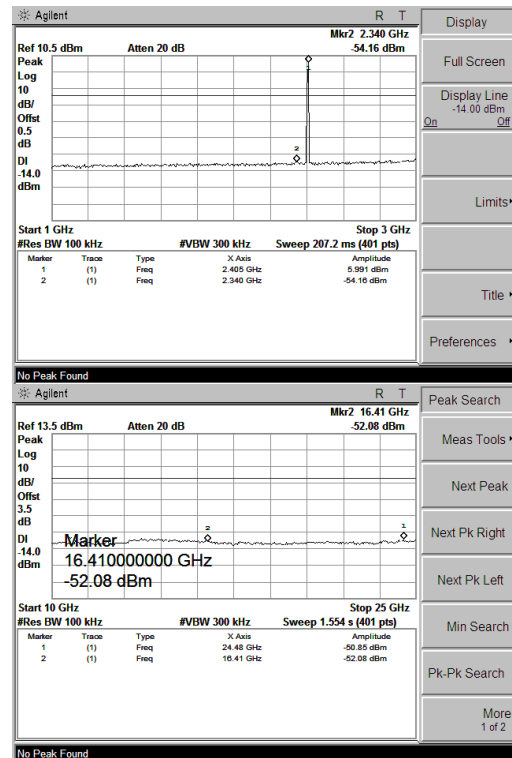 Agilent R T
Mkr2 2.340 GHz
Ref 10.5 dBm Atten 20 dB -54.16 dBm
Peak
Log
10
dB/
Offst
0.5
dB
DI
-14.0
dBm
1
2
Start 1 GHz Stop 3 GHz
#Res BW 100 kHz #VBW 300 kHz Sweep 207.2 ms (401 pts)
Marker Trace Type X Axis Amplitude
1 (1) Freq 2.405 GHz 5.991 dBm
2 (1) Freq 2.340 GHz -54.16 dBm
No Peak Found
Display
Full Screen
Display Line
-14.00 dBm
On Off
Limits
Title
Preferences
Agilent R T
Mkr2 16.41 GHz
Ref 13.5 dBm Atten 20 dB -52.08 dBm
Peak
Log
10
dB/
Offst
3.5
dB
DI
-14.0
dBm
2
1
Marker
16.410000000 GHz
-52.08 dBm
Start 10 GHz Stop 25 GHz
#Res BW 100 kHz #VBW 300 kHz Sweep 1.554 s (401 pts)
Marker Trace Type X Axis Amplitude
1 (1) Freq 24.48 GHz -50.85 dBm
2 (1) Freq 16.41 GHz -52.08 dBm
No Peak Found
Peak Search
Meas Tools
Next Peak
Next Pk Right
Next Pk Left
Min Search
Pk-Pk Search
More
1 of 2